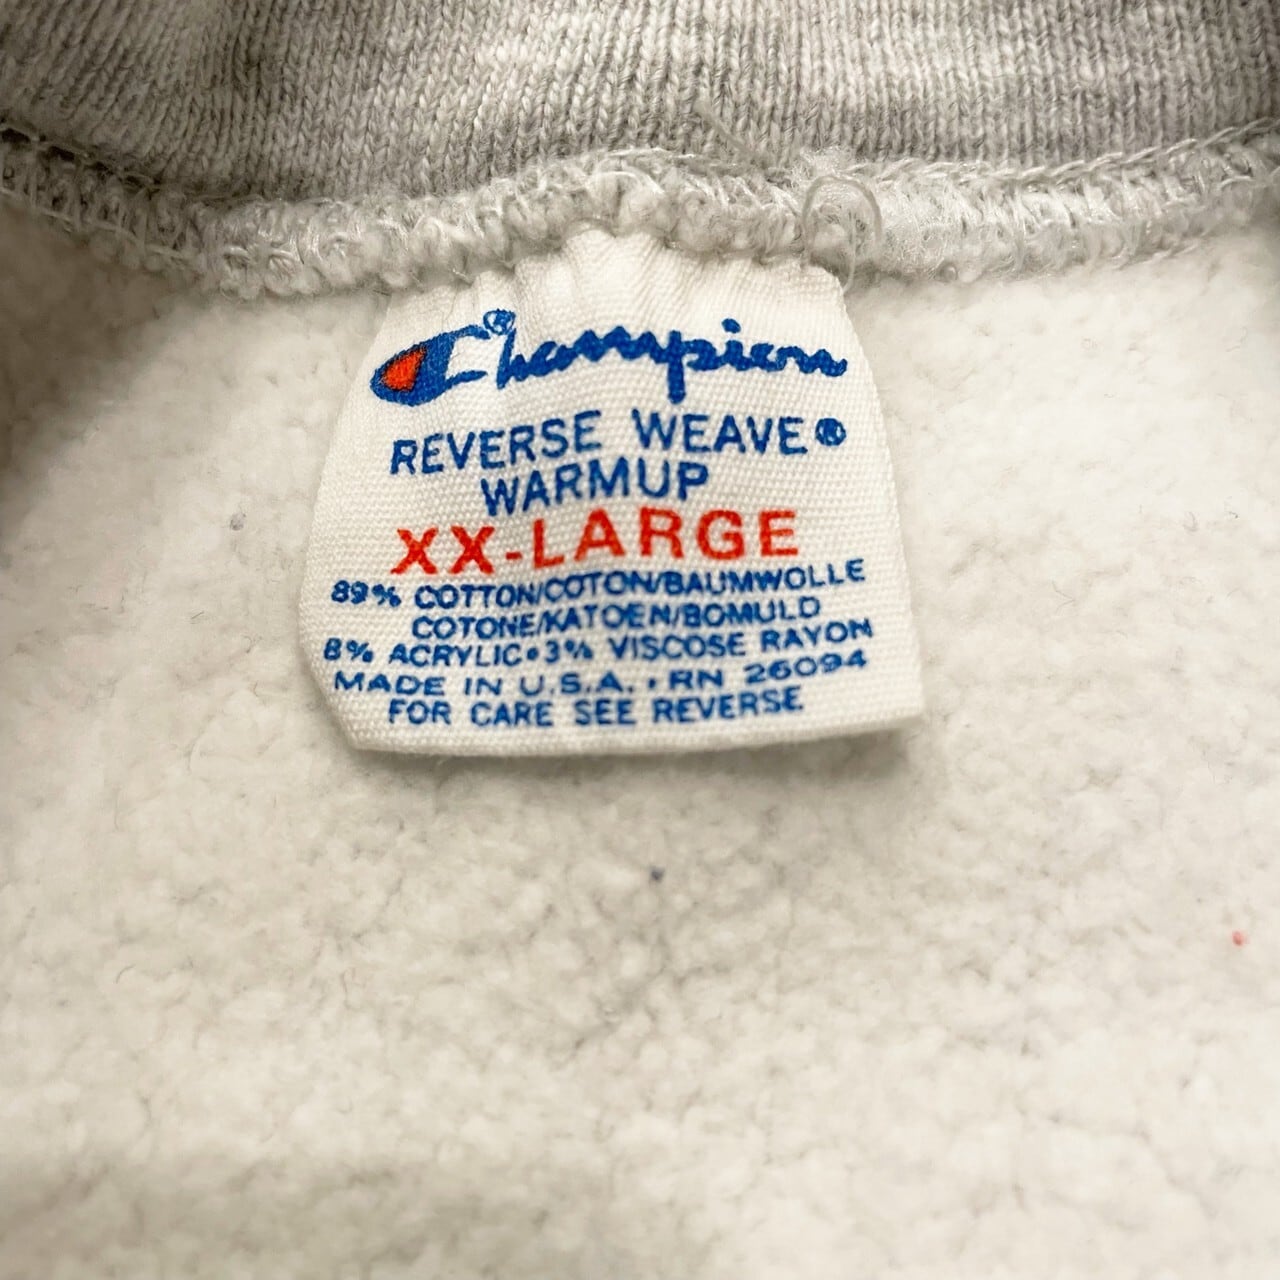 Champion®
REVERSE WEAVE®
WARMUP
XX-LARGE
89% COTTON/COTON/BAUMWOLLE
COTONE/KATOEN/BOMULD
8% ACRYLIC•3% VISCOSE RAYON
MADE IN U.S.A. • RN 26094
FOR CARE SEE REVERSE